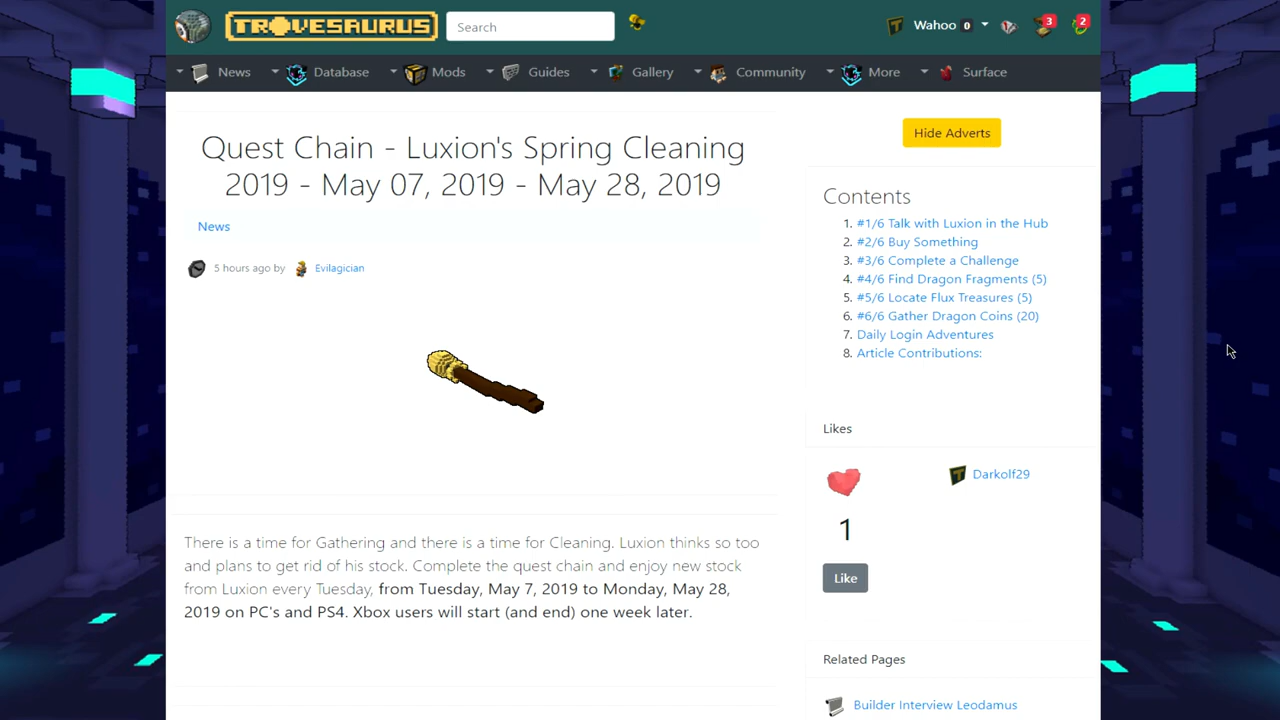 TROVESAURUS
Search
Wahoo 0
3
2
News
Database
Mods
Guides
Gallery
Community
More
Surface
Quest Chain - Luxion's Spring Cleaning
2019 - May 07, 2019 - May 28, 2019
News
5 hours ago by Evilagician
There is a time for Gathering and there is a time for Cleaning. Luxion thinks so too
and plans to get rid of his stock. Complete the quest chain and enjoy new stock
from Luxion every Tuesday, from Tuesday, May 7, 2019 to Monday, May 28,
2019 on PC's and PS4. Xbox users will start (and end) one week later.
Hide Adverts
Contents
1. #1/6 Talk with Luxion in the Hub
2. #2/6 Buy Something
3. #3/6 Complete a Challenge
4. #4/6 Find Dragon Fragments (5)
5. #5/6 Locate Flux Treasures (5)
6. #6/6 Gather Dragon Coins (20)
7. Daily Login Adventures
8. Article Contributions:
Likes
Darkolf29
1
Like
Related Pages
Builder Interview Leodamus